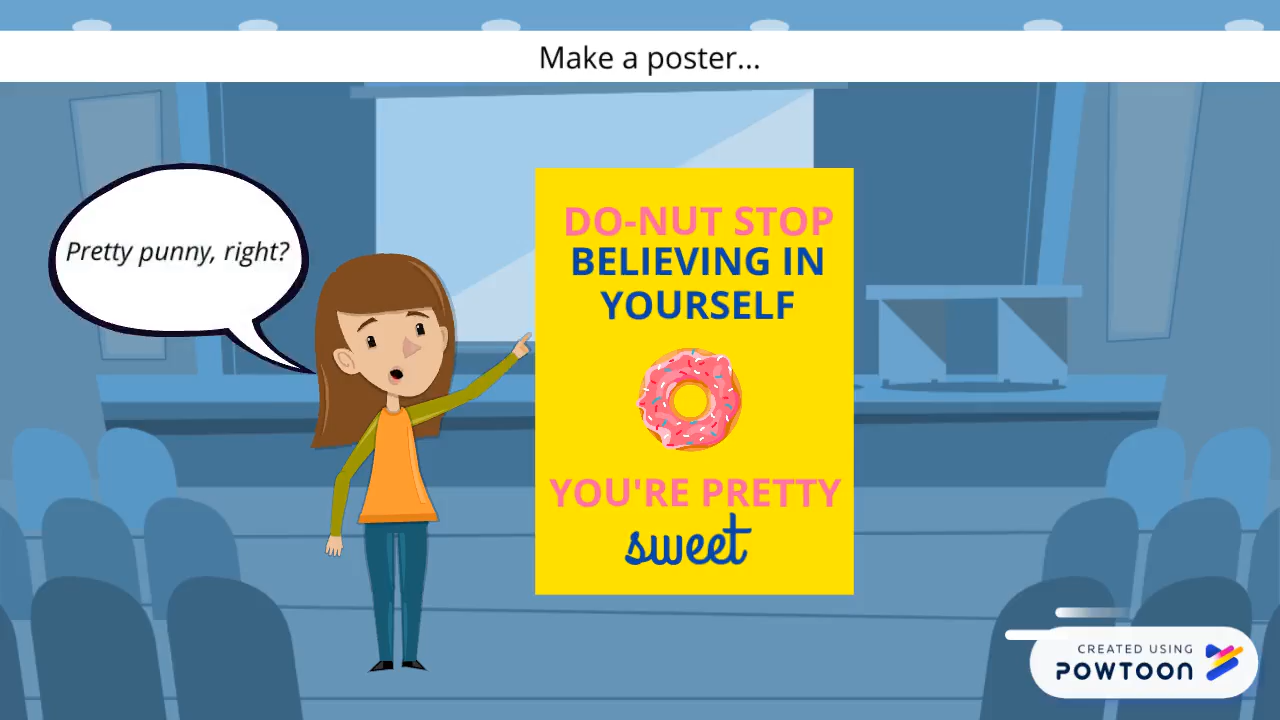 Make a poster...
Pretty punny, right?
DO-NUT STOP
BELIEVING IN
YOURSELF
YOU'RE PRETTY
sweet
CREATED USING
POWTOON